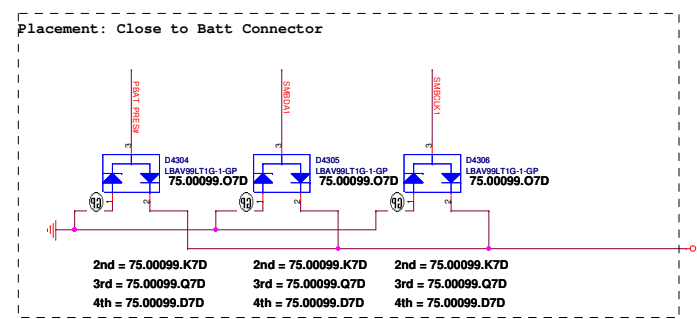 Placement: Close to Batt Connector
PBAT_PRES#
SMBDA1
SMBCLK1
3
3
3
D4304
LBAV99LT1G-1-GP
75.00099.O7D
D4305
LBAV99LT1G-1-GP
75.00099.O7D
D4306
LBAV99LT1G-1-GP
75.00099.O7D
1
2
1
2
1
2
2nd = 75.00099.K7D
3rd = 75.00099.Q7D
4th = 75.00099.D7D
2nd = 75.00099.K7D
3rd = 75.00099.Q7D
4th = 75.00099.D7D
2nd = 75.00099.K7D
3rd = 75.00099.Q7D
4th = 75.00099.D7D